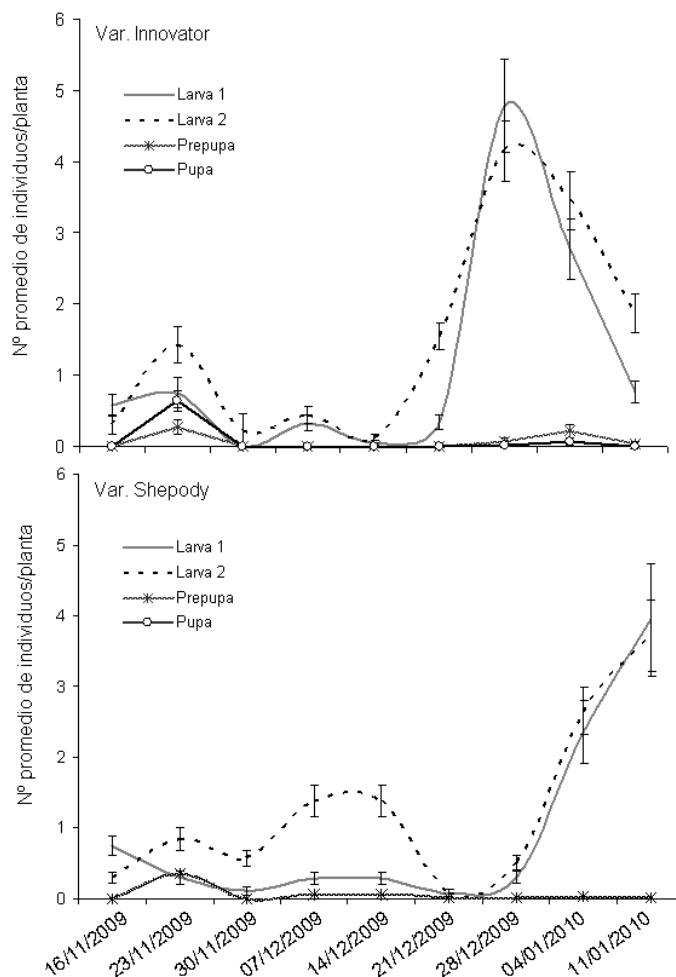 6
Var. Innovator
5
Larva 1
Larva 2
4
Prepupa
Pupa
3
2
1
0
Nº promedio de individuos/planta
6
Var. Shepody
5
Larva 1
Larva 2
4
Prepupa
Pupa
3
2
1
0
Nº promedio de individuos/planta
16/11/2009
23/11/2009
30/11/2009
07/12/2009
14/12/2009
21/12/2009
28/12/2009
04/01/2010
11/01/2010